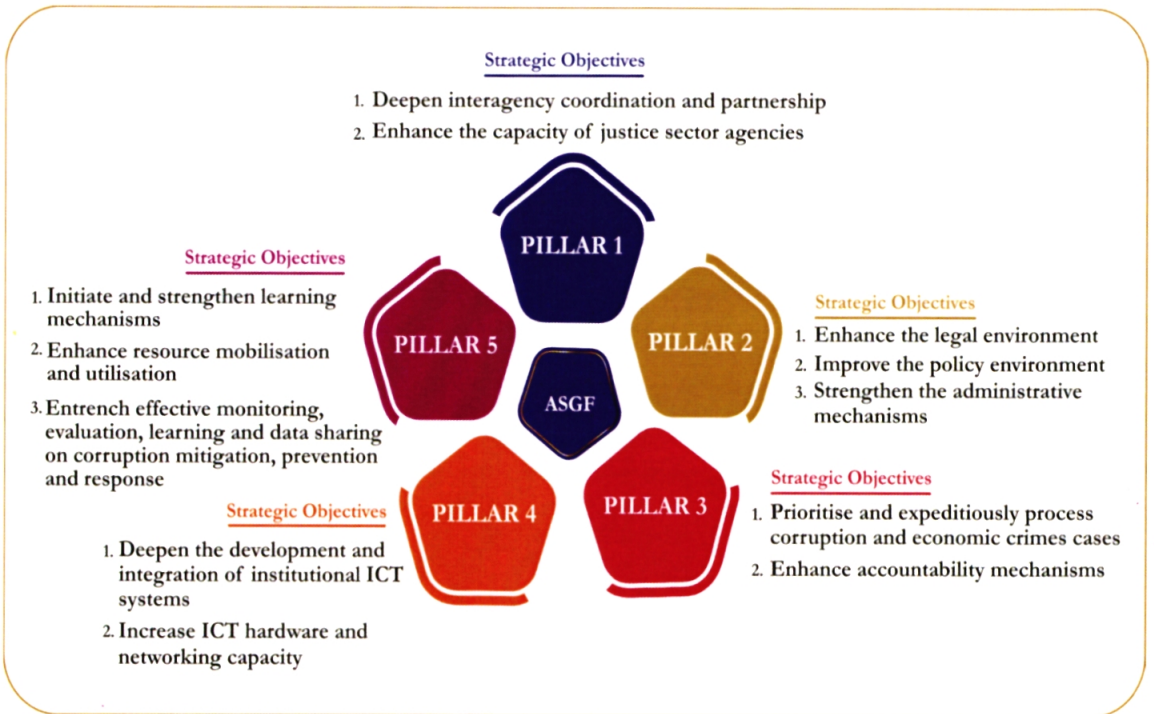 Strategic Objectives
1. Deepen interagency coordination and partnership
2. Enhance the capacity of justice sector agencies
PILLAR 1
Strategic Objectives
1. Initiate and strengthen learning
mechanisms
2. Enhance resource mobilisation
and utilisation
3. Entrench effective monitoring,
evaluation, learning and data sharing
on corruption mitigation, prevention
and response
PILLAR 5
PILLAR 2
Strategic Objectives
1. Enhance the legal environment
2. Improve the policy environment
3. Strengthen the administrative
mechanisms
ASGF
Strategic Objectives
1. Deepen the development and
integration of institutional ICT
systems
2. Increase ICT hardware and
networking capacity
PILLAR 4
PILLAR 3
Strategic Objectives
1. Prioritise and expeditiously process
corruption and economic crimes cases
2. Enhance accountability mechanisms